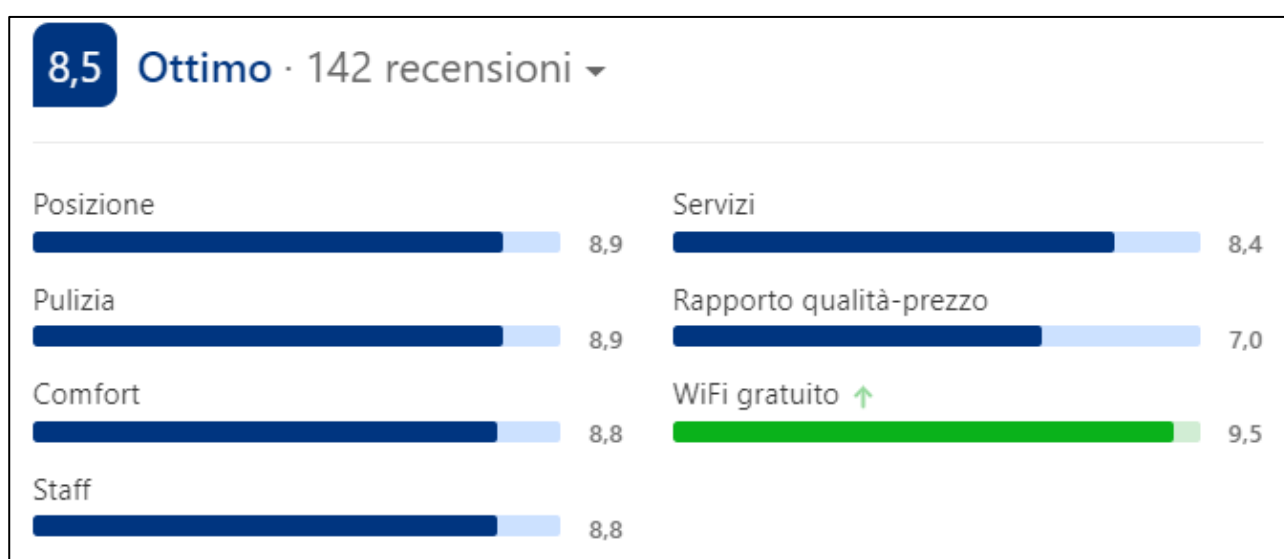 8,5 Ottimo · 142 recensioni
Posizione
8,9
Pulizia
8,9
Comfort
8,8
Staff
8,8
Servizi
8,4
Rapporto qualità-prezzo
7,0
WiFi gratuito ↑
9,5